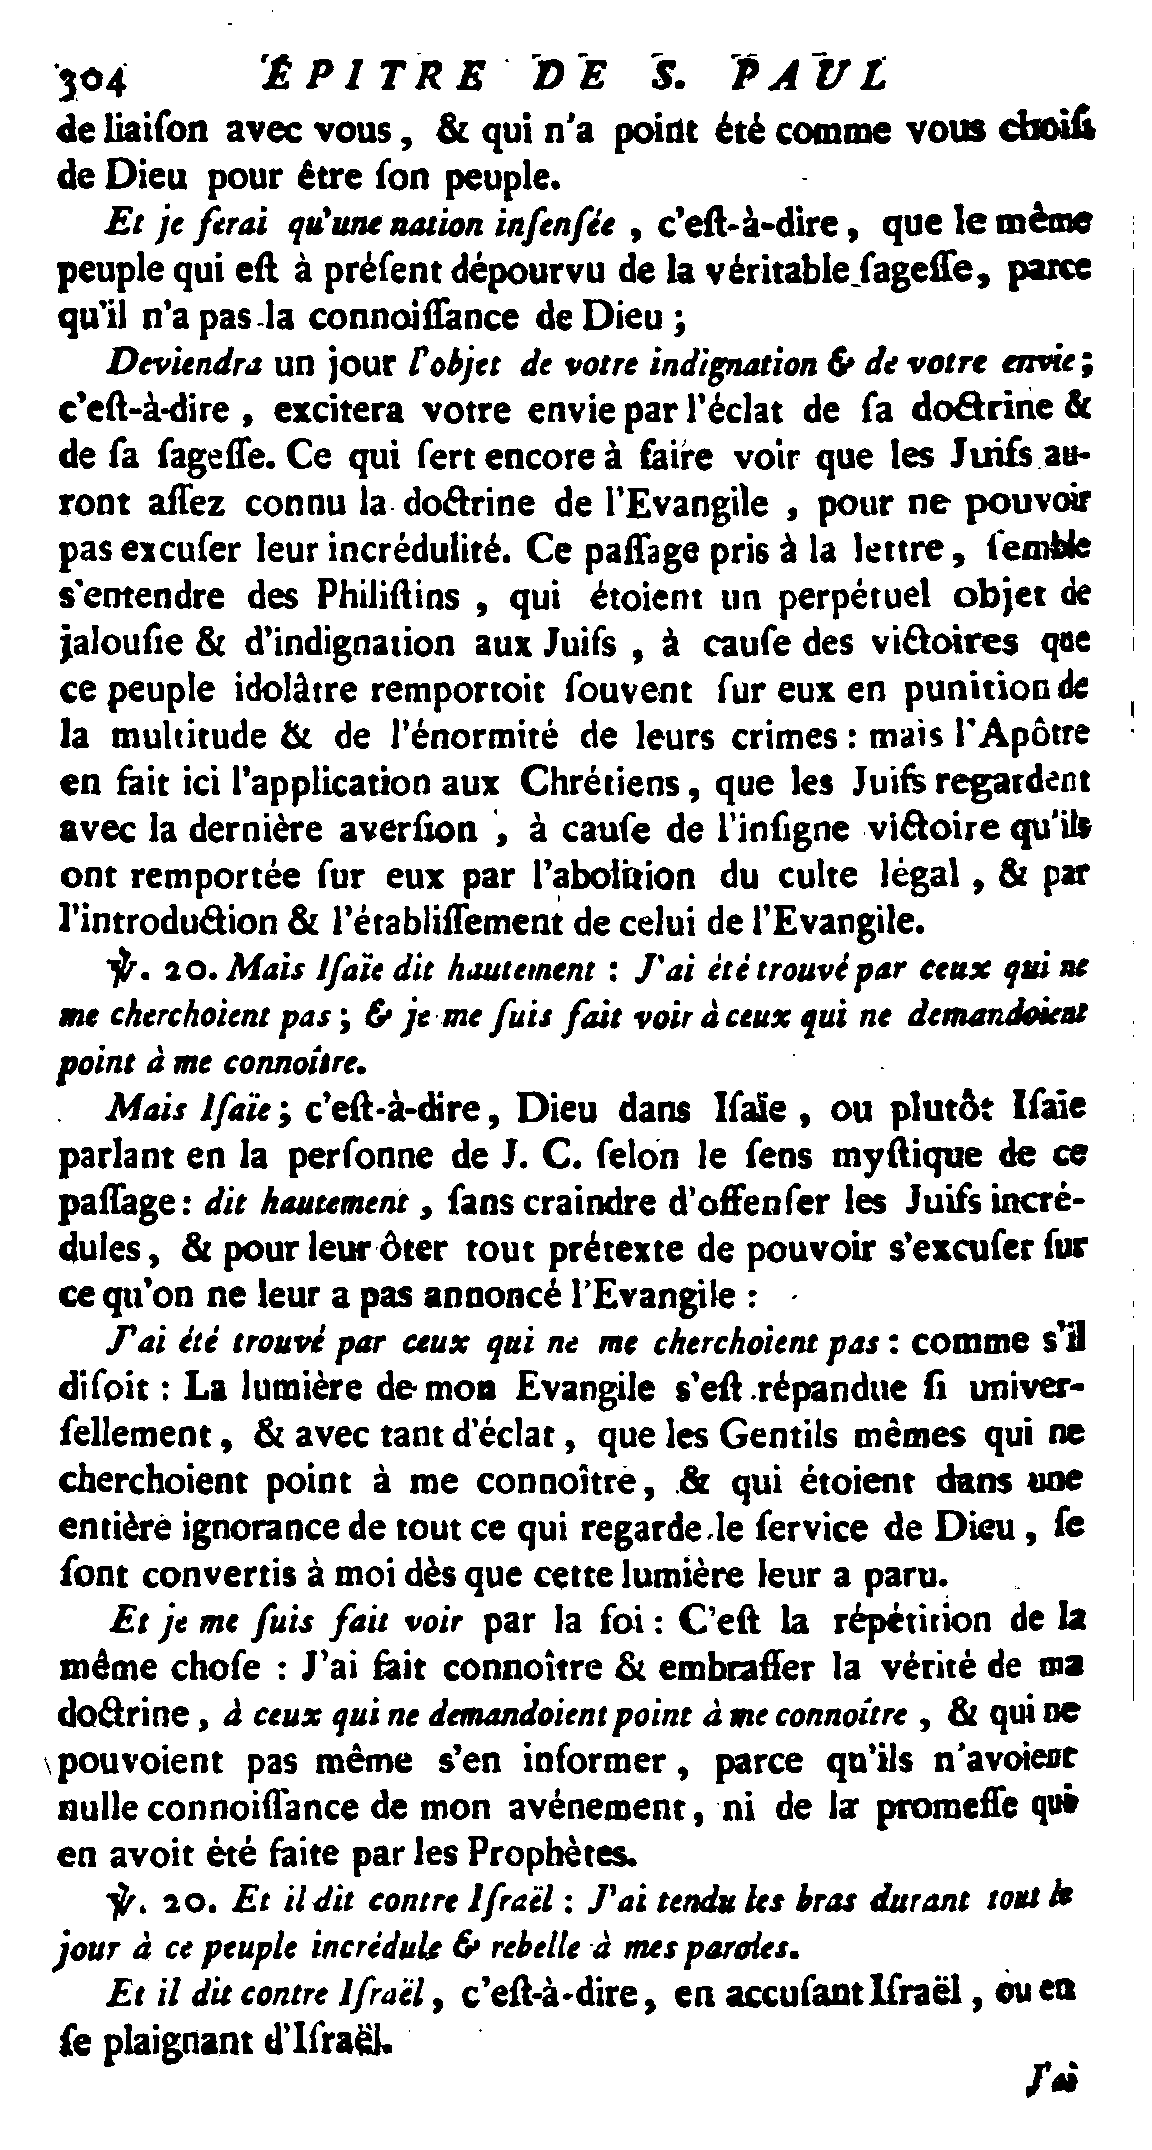 304 ÉPITRE DE S. PAUL
de liaiſon avec vous, & qui n'a point été comme vous choiſi
de Dieu pour être ſon peuple.
Et je ferai qu'une nation inſenſée, c'eſt-à-dire, que le même
peuple qui eſt à préſent dépourvu de la véritable ſageſſe, parce
qu'il n'a pas la connoiſſance de Dieu ;
Deviendra un jour l'objet de votre indignation & de votre envie ;
c'eſt-à-dire, excitera votre envie par l'éclat de ſa doctrine &
de ſa ſageſſe. Ce qui ſert encore à faire voir que les Juifs au-
ront aſſez connu la doctrine de l'Evangile, pour ne pouvoir
pas excuſer leur incrédulité. Ce paſſage pris à la lettre, ſemble
s'entendre des Philiſtins, qui étoient un perpétuel objet de
jalouſie & d'indignation aux Juifs, à cauſe des victoires que
ce peuple idolâtre remportoit ſouvent ſur eux en punition de
la multitude & de l'énormité de leurs crimes : mais l'Apôtre
en fait ici l'application aux Chrétiens, que les Juifs regardent
avec la dernière averſion, à cauſe de l'inſigne victoire qu'ils
ont remportée ſur eux par l'abolition du culte légal, & par
l'introduction & l'établiſſement de celui de l'Evangile.
℣. 20. Mais Iſaïe dit hautement : J'ai été trouvé par ceux qui ne
me cherchoient pas ; & je me ſuis fait voir à ceux qui ne demandoient
point à me connoître.
Mais Iſaïe ; c'eſt-à-dire, Dieu dans Iſaïe, ou plutôt Iſaïe
parlant en la perſonne de J. C. ſelon le ſens myſtique de ce
paſſage : dit hautement, ſans craindre d'offenſer les Juifs incré-
dules, & pour leur ôter tout prétexte de pouvoir s'excuſer ſur
ce qu'on ne leur a pas annoncé l'Evangile :
J'ai été trouvé par ceux qui ne me cherchoient pas : comme s'il
diſoit : La lumière de mon Evangile s'eſt répandue ſi univer-
ſellement, & avec tant d'éclat, que les Gentils mêmes qui ne
cherchoient point à me connoître, & qui étoient dans une
entière ignorance de tout ce qui regarde le ſervice de Dieu, ſe
ſont convertis à moi dès que cette lumière leur a paru.
Et je me ſuis fait voir par la foi : C'eſt la répétition de la
même choſe : J'ai fait connoître & embraſſer la vérité de ma
doctrine, à ceux qui ne demandoient point à me connoître, & qui ne
pouvoient pas même s'en informer, parce qu'ils n'avoient
nulle connoiſſance de mon avénement, ni de la promeſſe qui
en avoit été faite par les Prophètes.
℣. 20. Et il dit contre Iſraël : J'ai tendu les bras durant tout le
jour à ce peuple incrédule & rebelle à mes paroles.
Et il dit contre Iſraël, c'eſt-à-dire, en accuſant Iſraël, ou en
ſe plaignant d'Iſraël.
J'ai